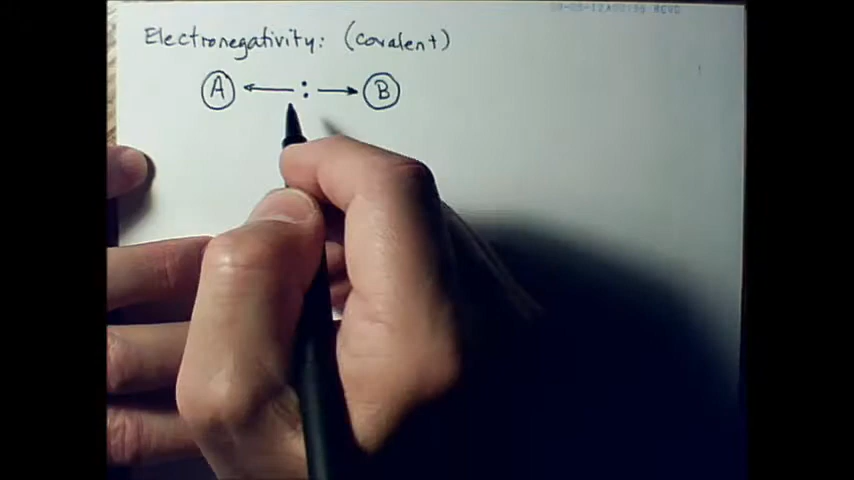 Electronegativity: (covalent)
A ← : → B